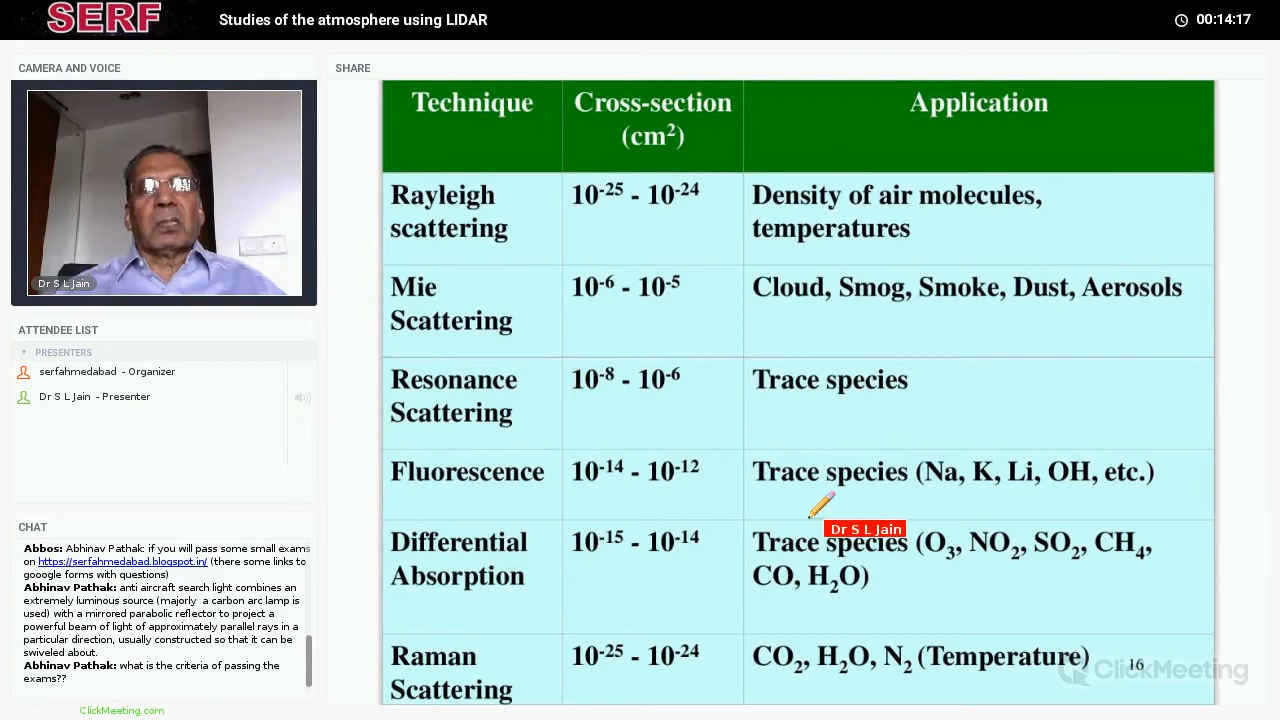 SERF
Studies of the atmosphere using LIDAR
00:14:17
CAMERA AND VOICE
Dr S L Jain
ATTENDEE LIST
PRESENTERS
serfahmedabad - Organizer
Dr S L Jain - Presenter
CHAT
Abbos: Abhinav Pathak: if you will pass some small exams
on https://serfahmedabad.blogspot.in/ (there some links to
gooogle forms with questions)
Abhinav Pathak: anti aircraft search light combines an
extremely luminous source (majorly a carbon arc lamp is
used) with a mirrored parabolic reflector to project a
powerful beam of light of approximately parallel rays in a
particular direction, usually constructed so that it can be
swiveled about.
Abhinav Pathak: what is the criteria of passing the
exams??
ClickMeeting.com
SHARE
Technique Cross-section Application
(cm²)
Rayleigh 10⁻²⁵ - 10⁻²⁴ Density of air molecules,
scattering temperatures
Mie 10⁻⁶ - 10⁻⁵ Cloud, Smog, Smoke, Dust, Aerosols
Scattering
Resonance 10⁻⁸ - 10⁻⁶ Trace species
Scattering
Fluorescence 10⁻¹⁴ - 10⁻¹² Trace species (Na, K, Li, OH, etc.)
Dr S L Jain
Differential 10⁻¹⁵ - 10⁻¹⁴ Trace species (O₃, NO₂, SO₂, CH₄,
Absorption CO, H₂O)
Raman 10⁻²⁵ - 10⁻²⁴ CO₂, H₂O, N₂ (Temperature)
Scattering
16
ClickMeeting